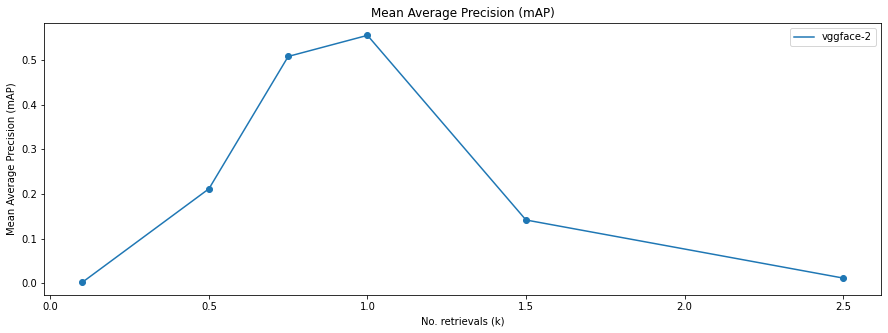 Mean Average Precision (mAP)
vggface-2
Mean Average Precision (mAP)
0.5
0.4
0.3
0.2
0.1
0.0
0.0 0.5 1.0 1.5 2.0 2.5
No. retrievals (k)